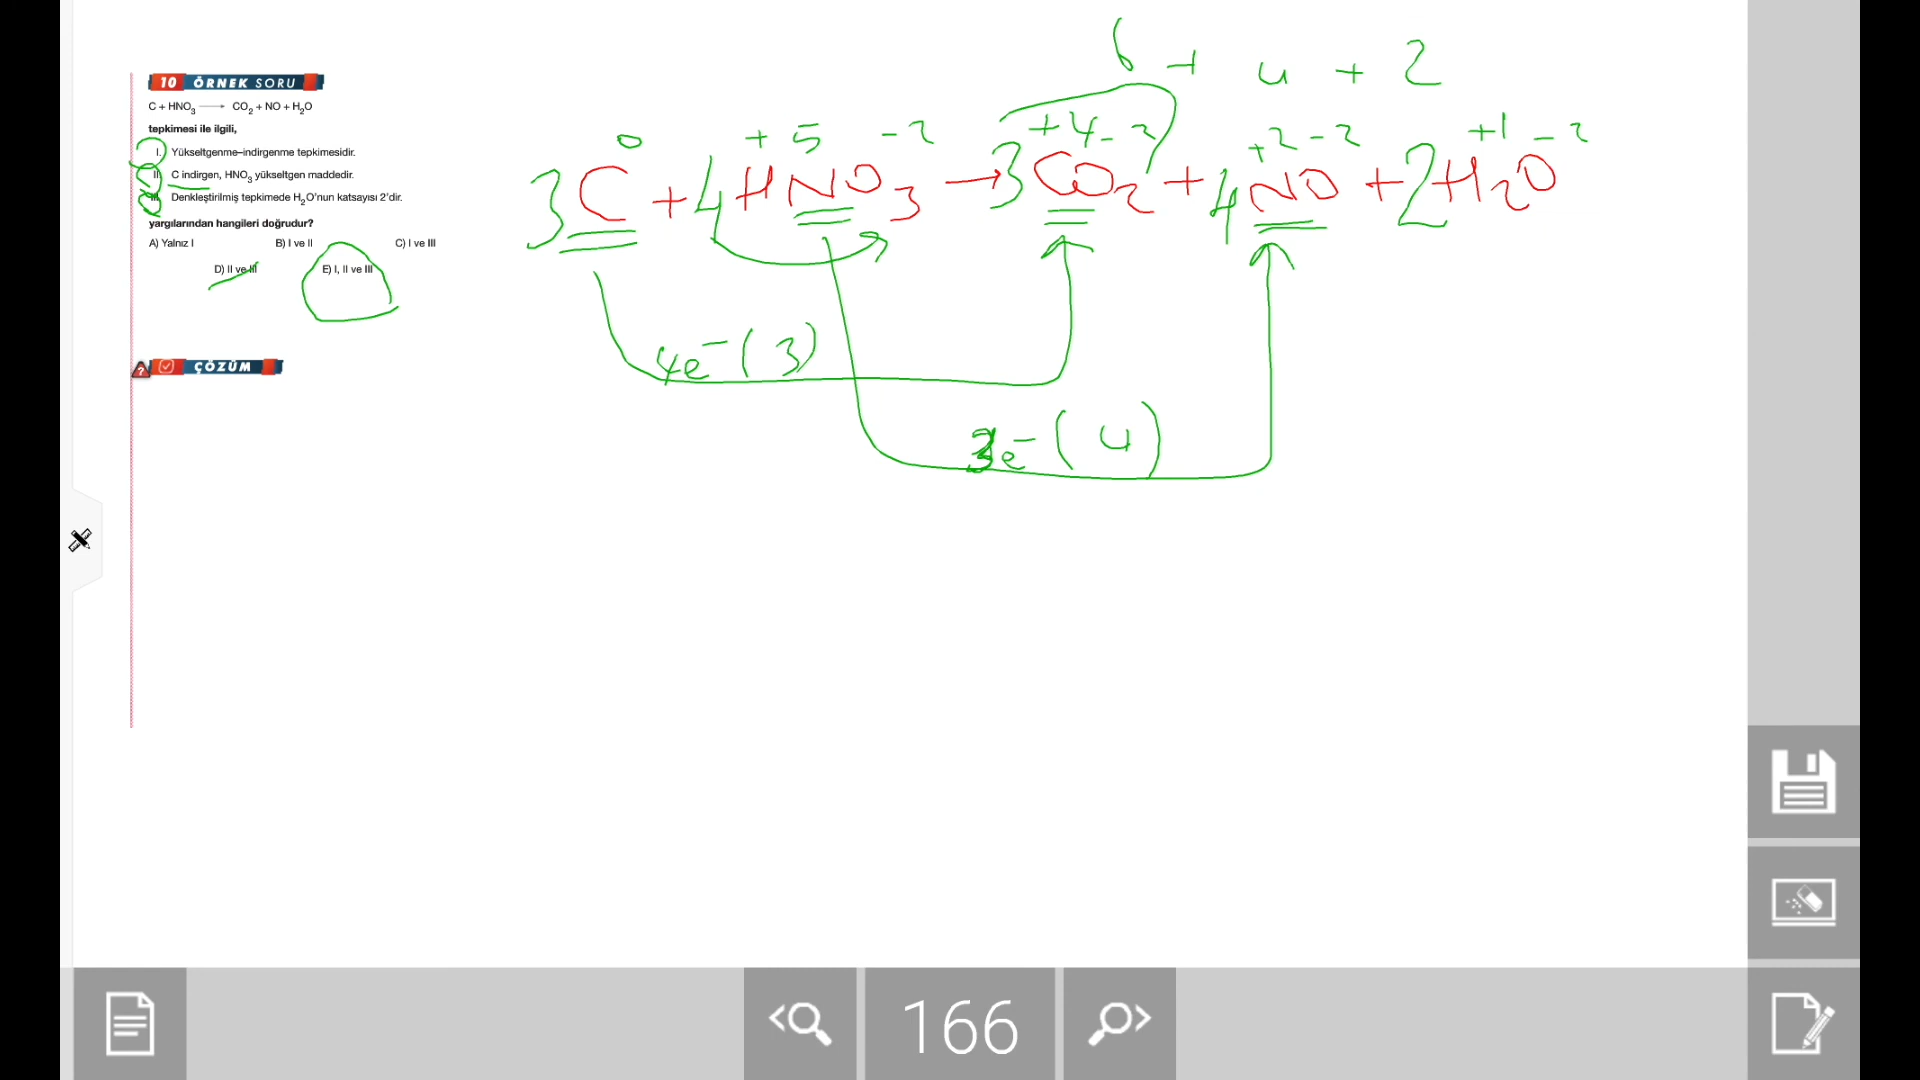 10 ÖRNEK SORU
C + HNO₃ ⟶ CO₂ + NO + H₂O
tepkimesi ile ilgili,
I. Yükseltgenme–indirgenme tepkimesidir.
II. C indirgen, HNO₃ yükseltgen maddedir.
III. Denkleştirilmiş tepkimede H₂O'nun katsayısı 2'dir.
yargılarından hangileri doğrudur?
A) Yalnız I B) I ve II C) I ve III
D) II ve III E) I, II ve III
ÇÖZÜM
6 + 4 + 2
0 +5 -2 +4 -2 +2 -2 +1 -2
3C + 4HNO₃ → 3CO₂ + 4NO + 2H₂O
4e⁻ (3)
3e⁻ (4)
166